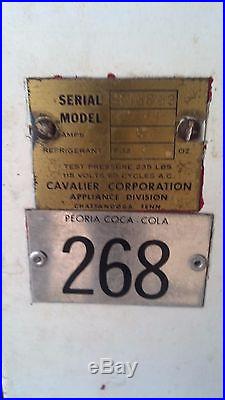 SERIAL
MODEL
AMPS
REFRIGERANT F-12 OZ.
TEST PRESSURE 235 LBS
115 VOLTS 60 CYCLES A.C.
CAVALIER CORPORATION
APPLIANCE DIVISION
CHATTANOOGA TENN.
PEORIA COCA-COLA
268